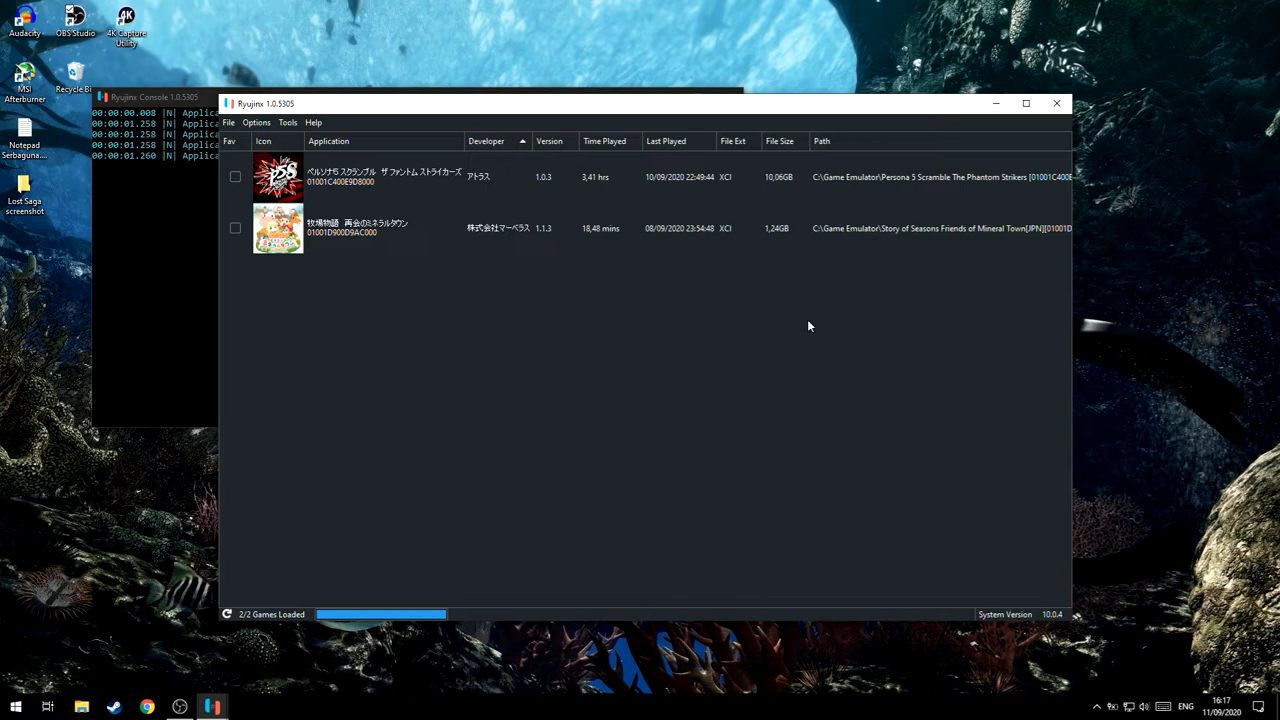 Audacity
OBS Studio
4K Capture
Utility
MSI
Afterburner
Recycle Bi
Notepad
Serbaguna....
Lost Saga
screenshot
Ryujinx Console 1.0.5305
00:00:00.008 |N| Applica
00:00:01.258 |N| Applica
00:00:01.258 |N| Applica
00:00:01.258 |N| Applica
00:00:01.260 |N| Applica
Ryujinx 1.0.5305
File Options Tools Help
Fav Icon Application Developer Version Time Played Last Played File Ext File Size Path
P5S
ペルソナ5 スクランブル ザ ファントム ストライカーズ
01001C400E9D8000
アトラス 1.0.3 3,41 hrs 10/09/2020 22:49:44 XCI 10,06GB C:\Game Emulator\Persona 5 Scramble The Phantom Strikers [01001C400E
牧場物語 再会のミネラルタウン
01001D900D9AC000
株式会社マーベラス 1.1.3 18,48 mins 08/09/2020 23:54:48 XCI 1,24GB C:\Game Emulator\Story of Seasons Friends of Mineral Town[JPN][01001D
2/2 Games Loaded
System Version 10.0.4
ENG
16:17
11/09/2020